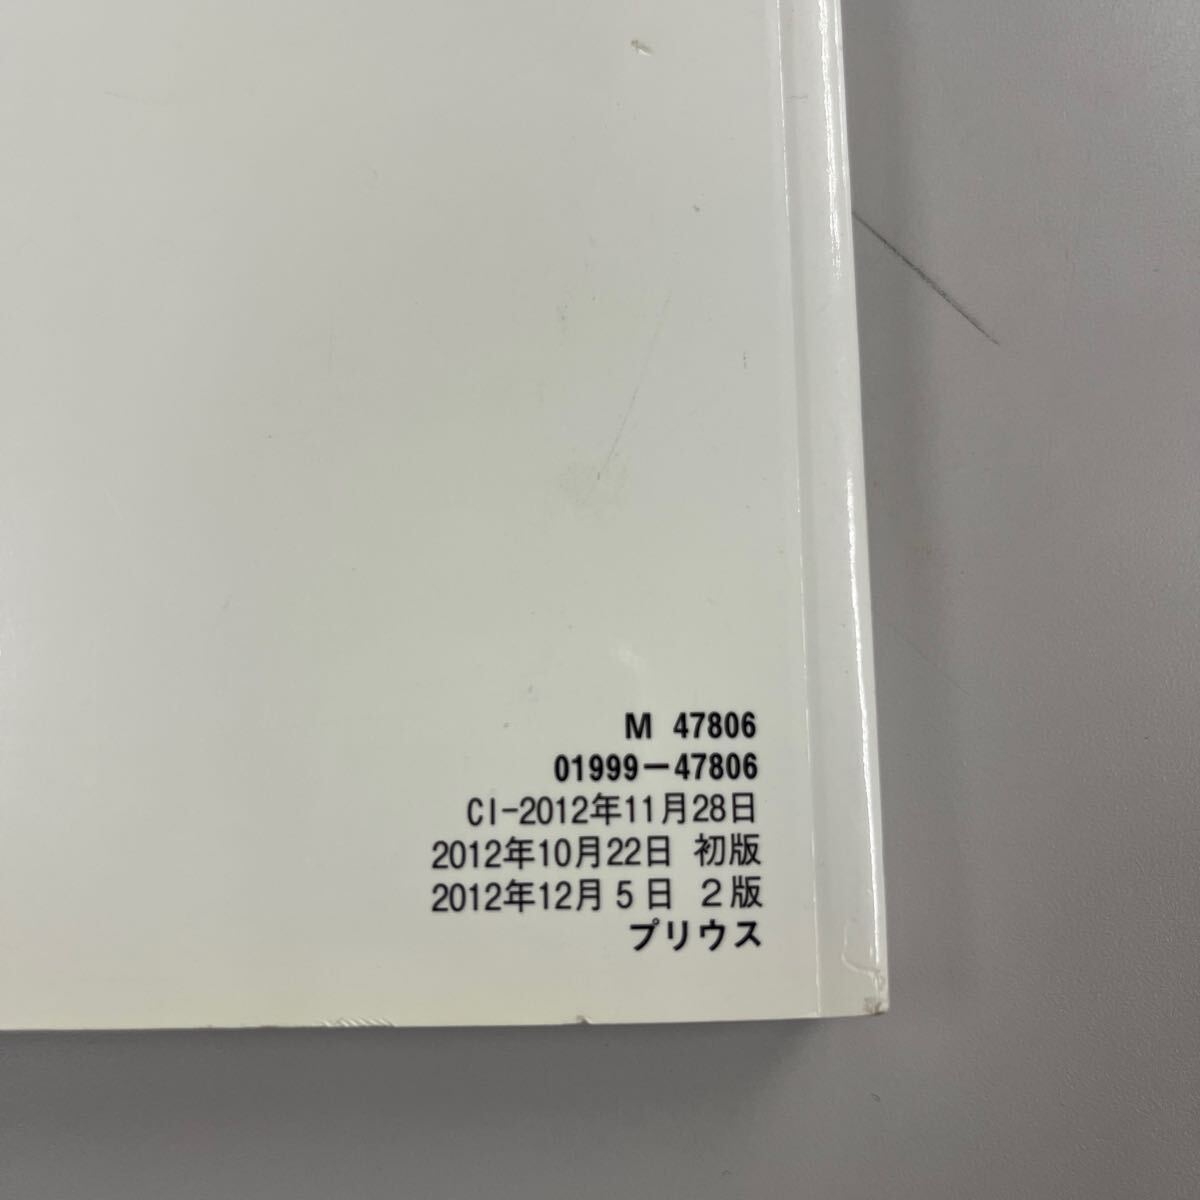 M 47806
01999-47806
CI-2012年11月28日
2012年10月22日 初版
2012年12月5日 2版
プリウス